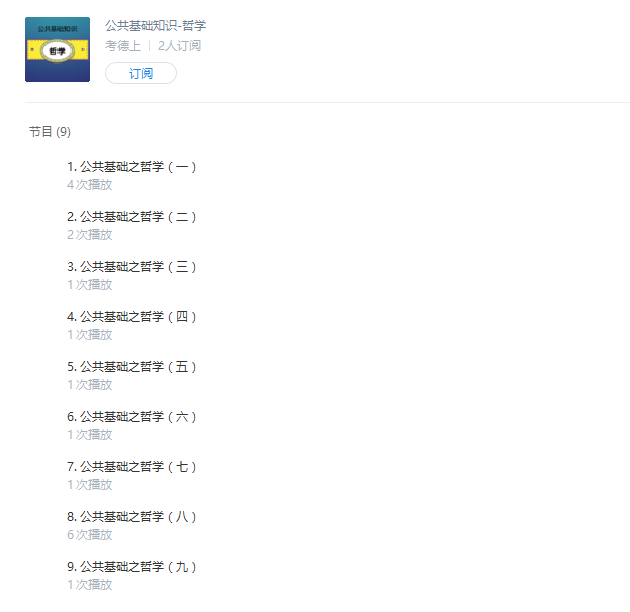 公共基础知识
哲学
公共基础知识-哲学
考德上 | 2人订阅
订阅
节目 (9)
1. 公共基础之哲学（一）
4 次播放
2. 公共基础之哲学（二）
2 次播放
3. 公共基础之哲学（三）
1 次播放
4. 公共基础之哲学（四）
1 次播放
5. 公共基础之哲学（五）
1 次播放
6. 公共基础之哲学（六）
1 次播放
7. 公共基础之哲学（七）
1 次播放
8. 公共基础之哲学（八）
6 次播放
9. 公共基础之哲学（九）
1 次播放